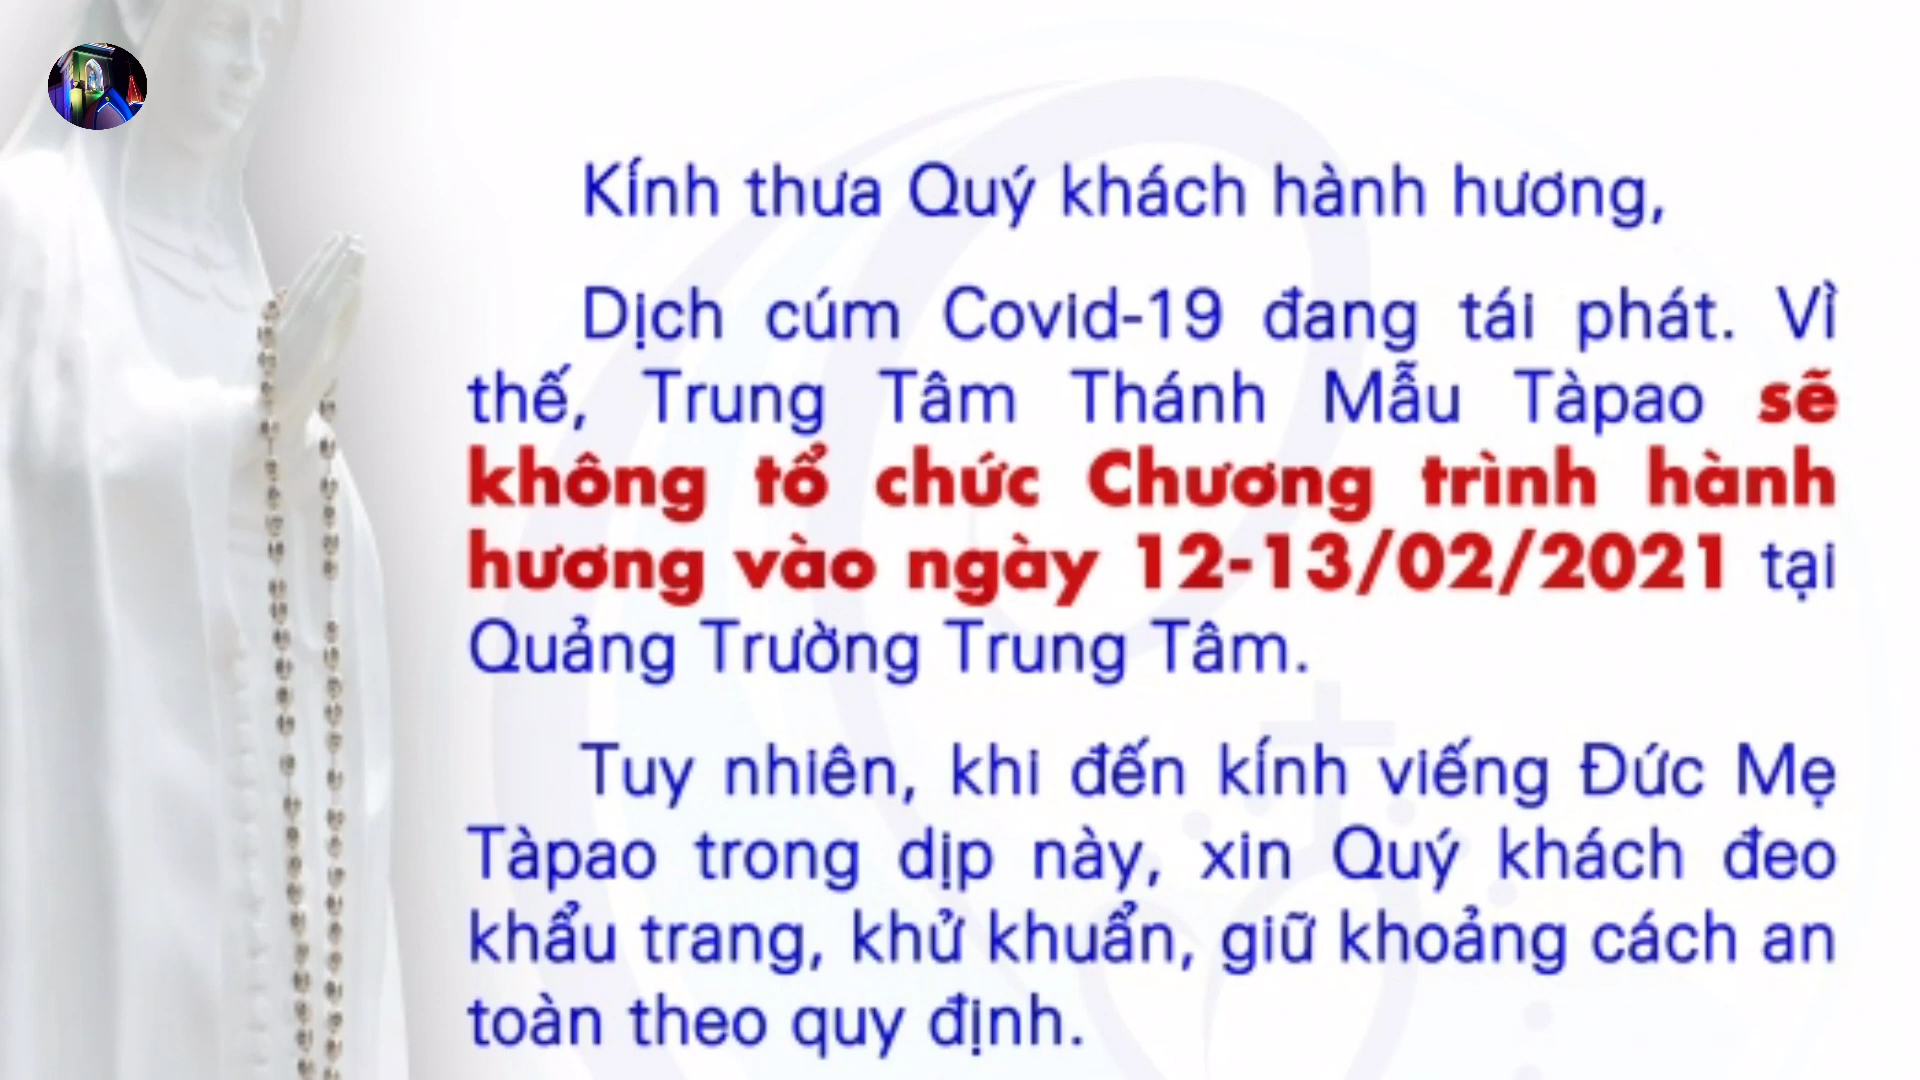 Kính thưa Quý khách hành hương,
Dịch cúm Covid-19 đang tái phát. Vì
thế, Trung Tâm Thánh Mẫu Tàpao sẽ
không tổ chức Chương trình hành
hương vào ngày 12-13/02/2021 tại
Quảng Trường Trung Tâm.
Tuy nhiên, khi đến kính viếng Đức Mẹ
Tàpao trong dịp này, xin Quý khách đeo
khẩu trang, khử khuẩn, giữ khoảng cách an
toàn theo quy định.